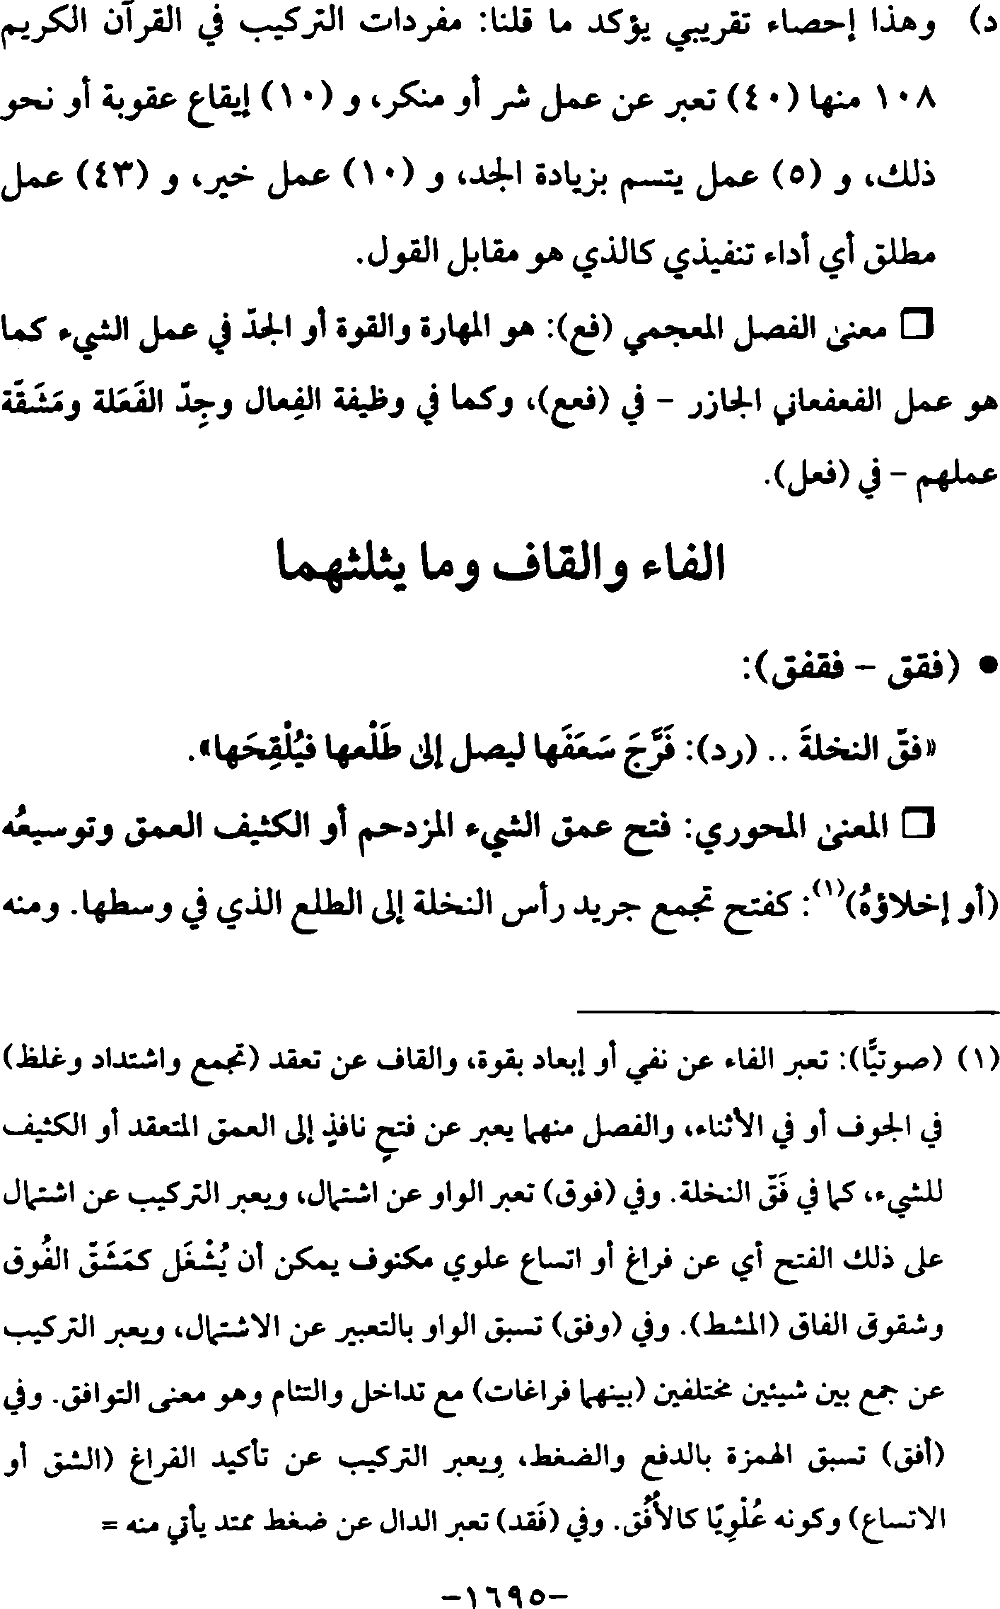 د) وهذا إحصاء تقريبي يؤكد ما قلنا: مفردات التركيب في القرآن الكريم
١٠٨ منها (٤٠) تعبر عن عمل شر أو منكر، و (١٠) إيقاع عقوبة أو نحو
ذلك، و (٥) عمل يتسم بزيادة الجد، و (١٠) عمل خير، و (٤٣) عمل
مطلق أي أداء تنفيذي كالذي هو مقابل القول.
□ معنى الفصل المعجمي (فع): هو المهارة والقوة أو الجدّ في عمل الشيء كما
هو عمل الفعفعاني الجازر – في (فعع)، وكما في وظيفة الفِعال وجِدّ الفَعَلة ومَشَقّة
عملهم – في (فعل).
الفاء والقاف وما يثلثهما
• (فقق – فقفق):
«فقّ النخلةَ .. (رد): فَرَّجَ سَعَفَها ليصل إلى طَلْعها فيُلْقِحَها».
□ المعنى المحوري: فتح عمق الشيء المزدحم أو الكثيف العمق وتوسيعُه
(أو إخلاؤهُ)(١): كفتح تجمع جريد رأس النخلة إلى الطلع الذي في وسطها. ومنه
(١) (صوتيًّا): تعبر الفاء عن نفي أو إبعاد بقوة، والقاف عن تعقد (تجمع واشتداد وغلظ)
في الجوف أو في الأثناء، والفصل منهما يعبر عن فتحٍ نافذٍ إلى العمق المتعقد أو الكثيف
للشيء، كما في فَقّ النخلة. وفي (فوق) تعبر الواو عن اشتمال، ويعبر التركيب عن اشتمال
على ذلك الفتح أي عن فراغ أو اتساع علوي مكنوف يمكن أن يُشْغَل كمَشَقّ الفُوق
وشقوق الفاق (المشط). وفي (وفق) تسبق الواو بالتعبير عن الاشتمال، ويعبر التركيب
عن جمع بين شيئين مختلفين (بينهما فراغات) مع تداخل والتئام وهو معنى التوافق. وفي
(أفق) تسبق الهمزة بالدفع والضغط، ويعبر التركيب عن تأكيد الفراغ (الشق أو
الاتساع) وكونه عُلْوِيًا كالأُفُق. وفي (فَقد) تعبر الدال عن ضغط ممتد يأتي منه =
-١٦٩٥-